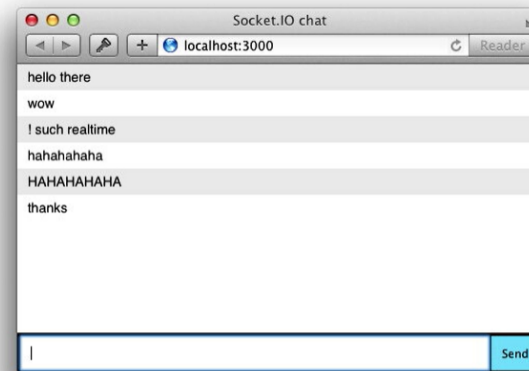 Socket.IO chat
localhost:3000
Reader
hello there
wow
! such realtime
hahahahaha
HAHAHAHAHA
thanks
Send